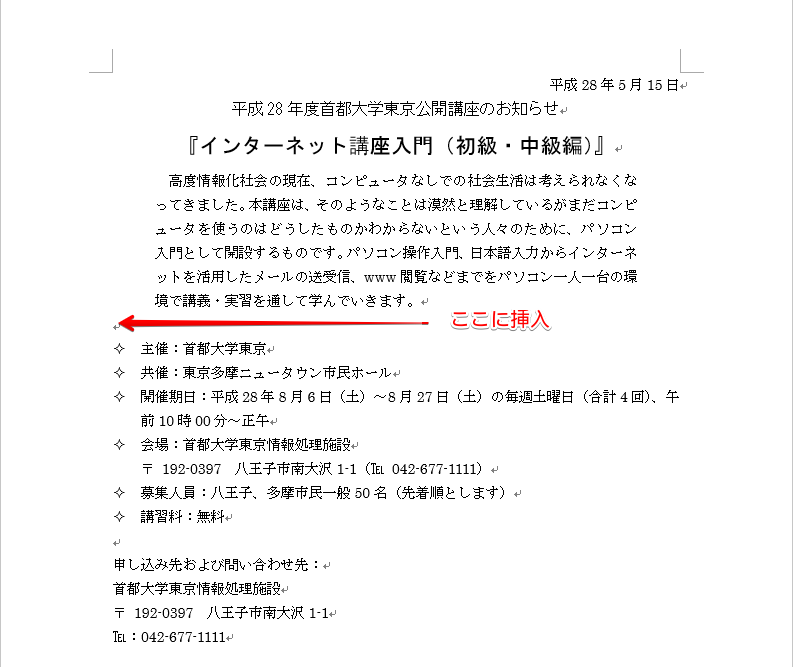 平成 28 年 5 月 15 日
平成 28 年度首都大学東京公開講座のお知らせ
『インターネット講座入門（初級・中級編）』
高度情報化社会の現在、コンピュータなしでの社会生活は考えられなくな
ってきました。本講座は、そのようなことは漠然と理解しているがまだコンピ
ュータを使うのはどうしたものかわからないという人々のために、パソコン
入門として開設するものです。パソコン操作入門、日本語入力からインターネ
ットを活用したメールの送受信、www 閲覧などまでをパソコン一人一台の環
境で講義・実習を通して学んでいきます。
ここに挿入
✧ 主催：首都大学東京
✧ 共催：東京多摩ニュータウン市民ホール
✧ 開催期日：平成 28 年 8 月 6 日（土）～8 月 27 日（土）の毎週土曜日（合計 4 回）、午
前 10 時 00 分～正午
✧ 会場：首都大学東京情報処理施設
〒 192-0397　八王子市南大沢 1-1（℡ 042-677-1111）
✧ 募集人員：八王子、多摩市民一般 50 名（先着順とします）
✧ 講習料：無料
申し込み先および問い合わせ先：
首都大学東京情報処理施設
〒 192-0397　八王子市南大沢 1-1
℡：042-677-1111